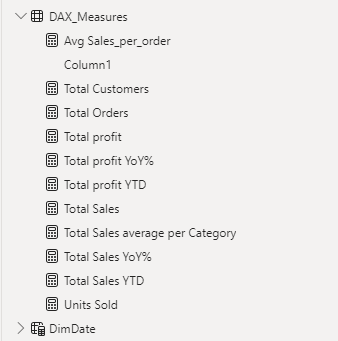 DAX_Measures
Avg Sales_per_order
Column1
Total Customers
Total Orders
Total profit
Total profit YoY%
Total profit YTD
Total Sales
Total Sales average per Category
Total Sales YoY%
Total Sales YTD
Units Sold
DimDate